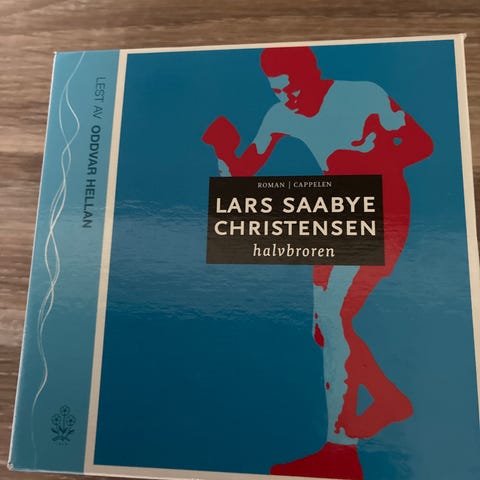 LEST AV ODDVAR HELLAN
ROMAN | CAPPELEN
LARS SAABYE
CHRISTENSEN
halvbroren